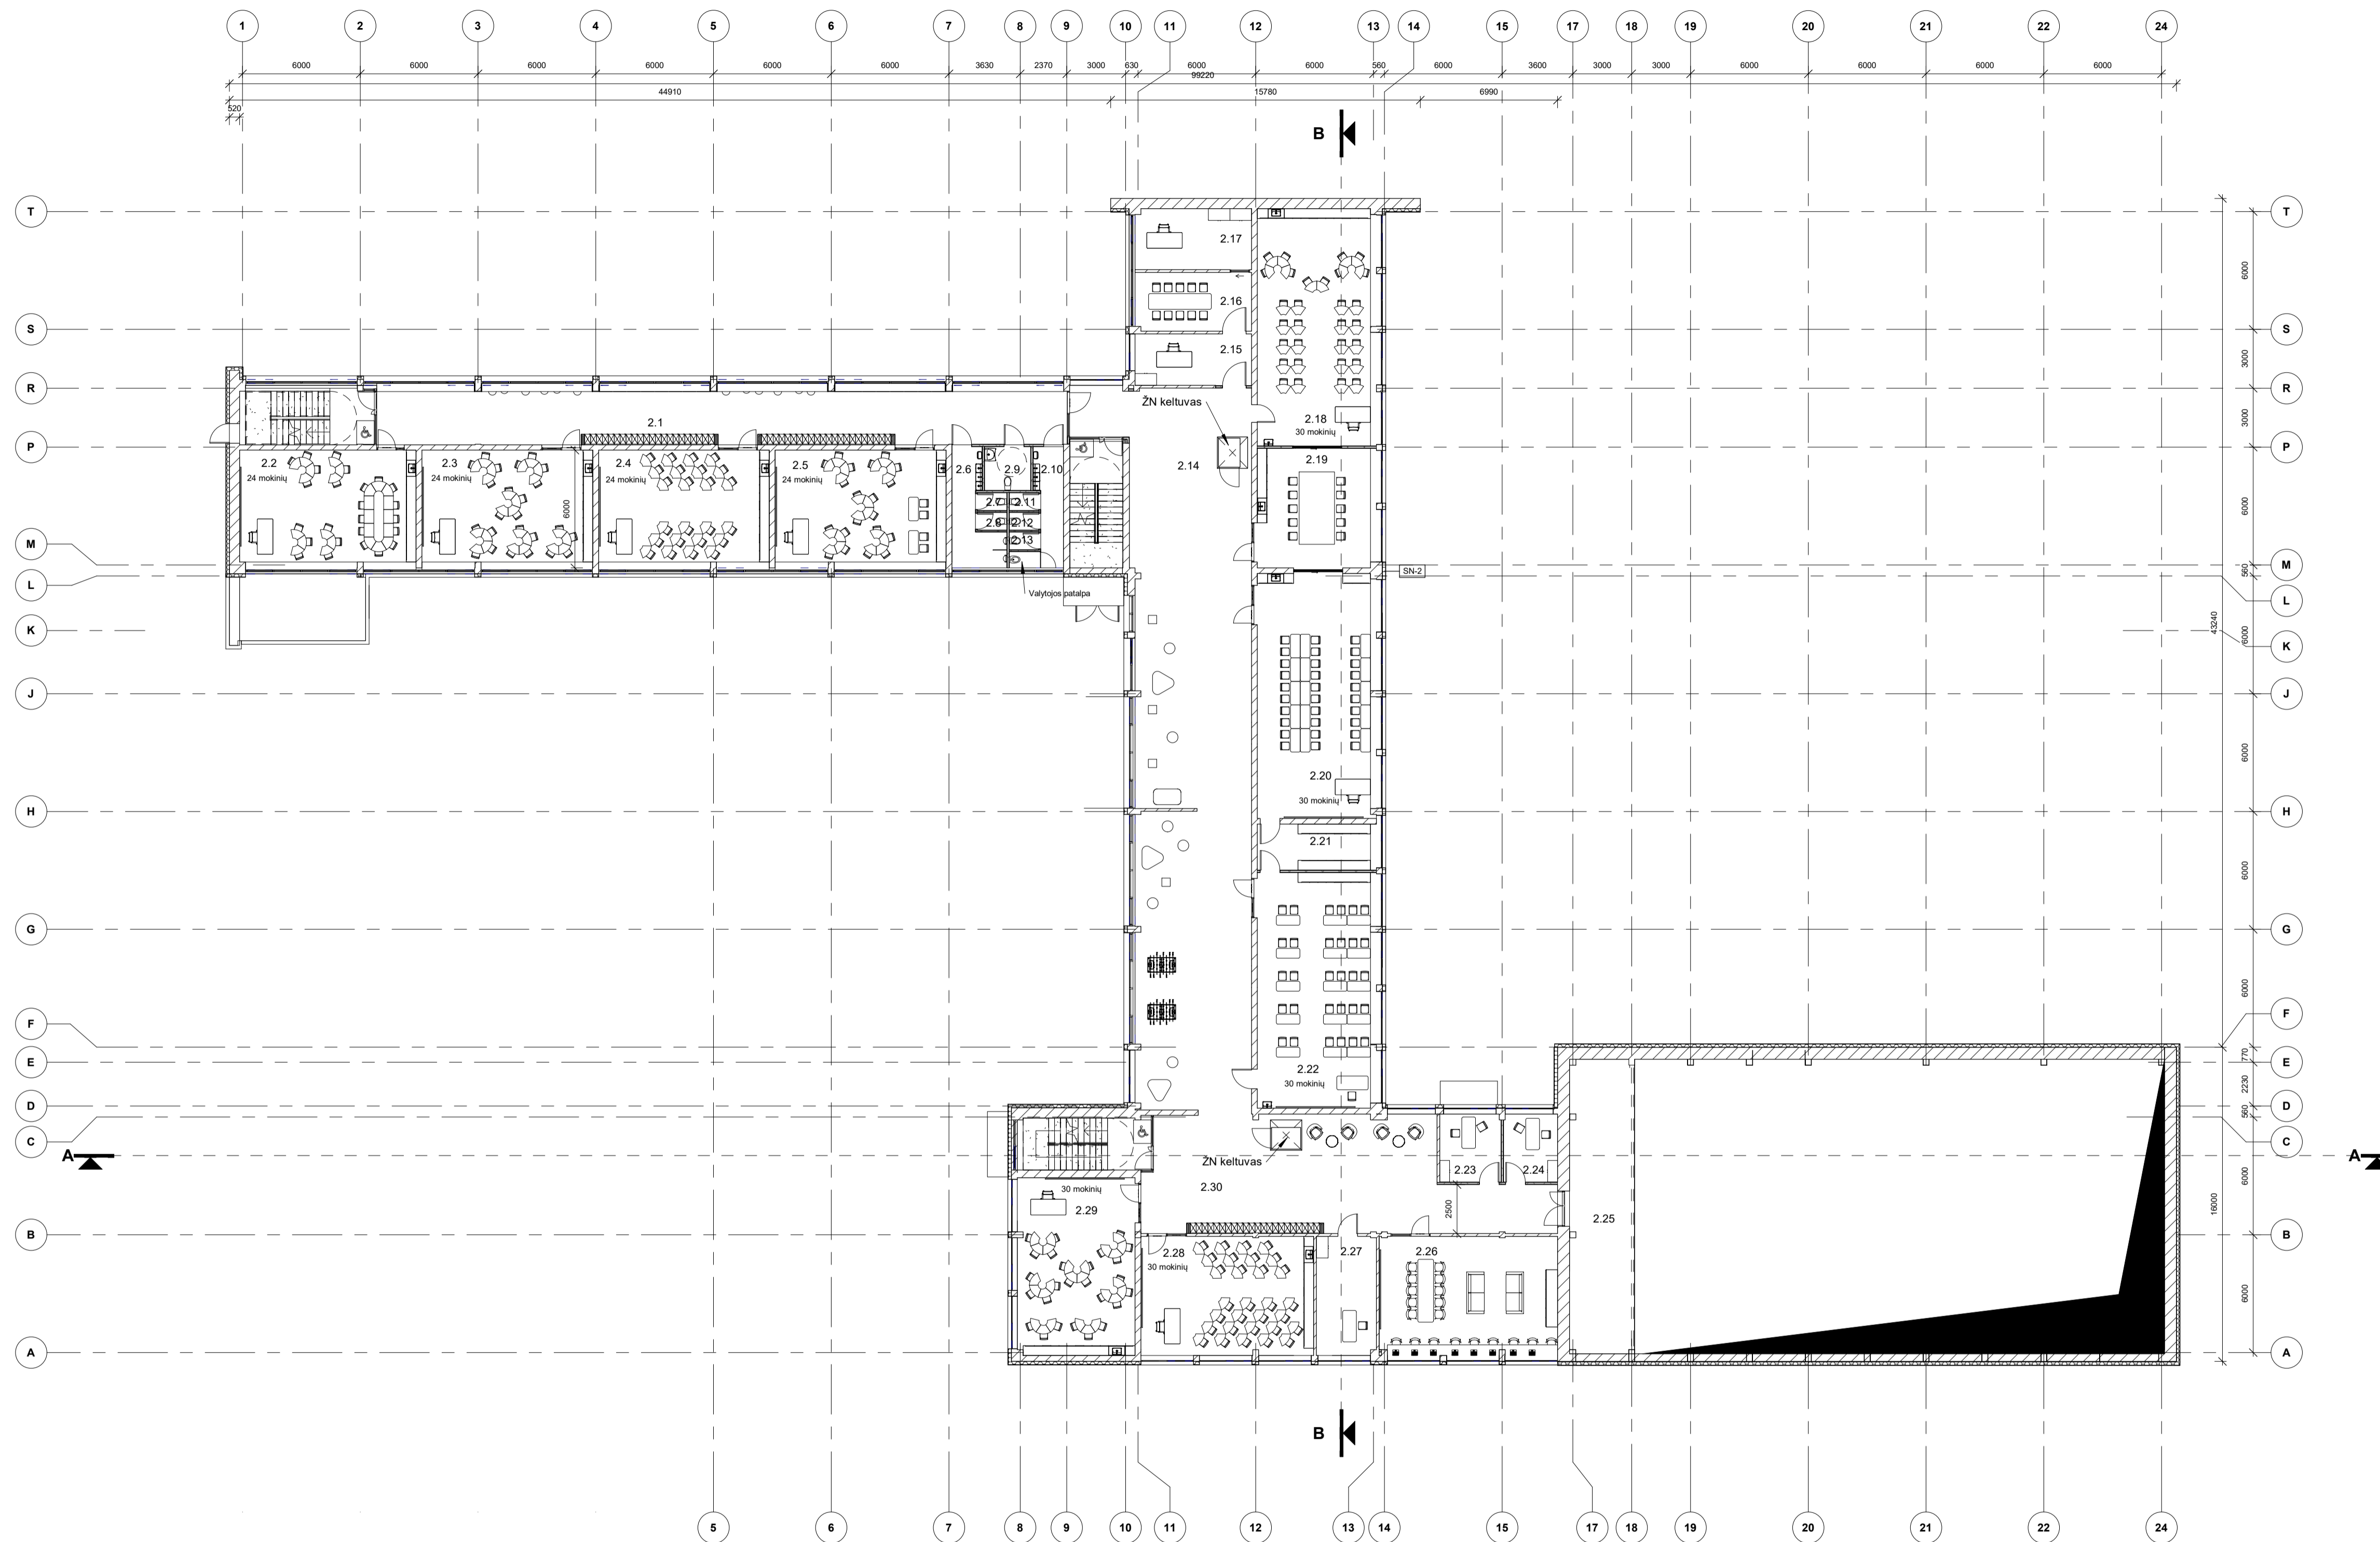 1 2 3 4 5 6 7 8 9 10 11 12 13 14 15 17 18 19 20 21 22 24
6000 6000 6000 6000 6000 6000 3630 2370 3000 630 6000 6000 560 6000 3600 3000 3000 6000 6000 6000 6000
99220
44910 15780 6990
520
B
T T
2.17
6000
2.16
S S
2.15
3000
R R
ŽN keltuvas
2.1
2.18
30 mokinių
3000
P P
2.2 2.3 2.4 2.5 2.6 2.9 2.10 2.14 2.19
24 mokinių 24 mokinių 24 mokinių 24 mokinių
6000
6000
2.7 2.11
2.8 2.12
2.13
M M
SN-2
560
L L
Valytojos patalpa
43240
6000
K K
J J
6000
2.20
30 mokinių
H H
2.21
6000
G G
6000
F F
770
E E
2.22
30 mokinių
2230
D D
560
C C
A A
ŽN keltuvas
2.23 2.24
6000
30 mokinių
2.30
2.29
2500
2.25
16000
B B
2.28 2.27 2.26
30 mokinių
6000
A A
B
5 6 7 8 9 10 11 12 13 14 15 17 18 19 20 21 22 24